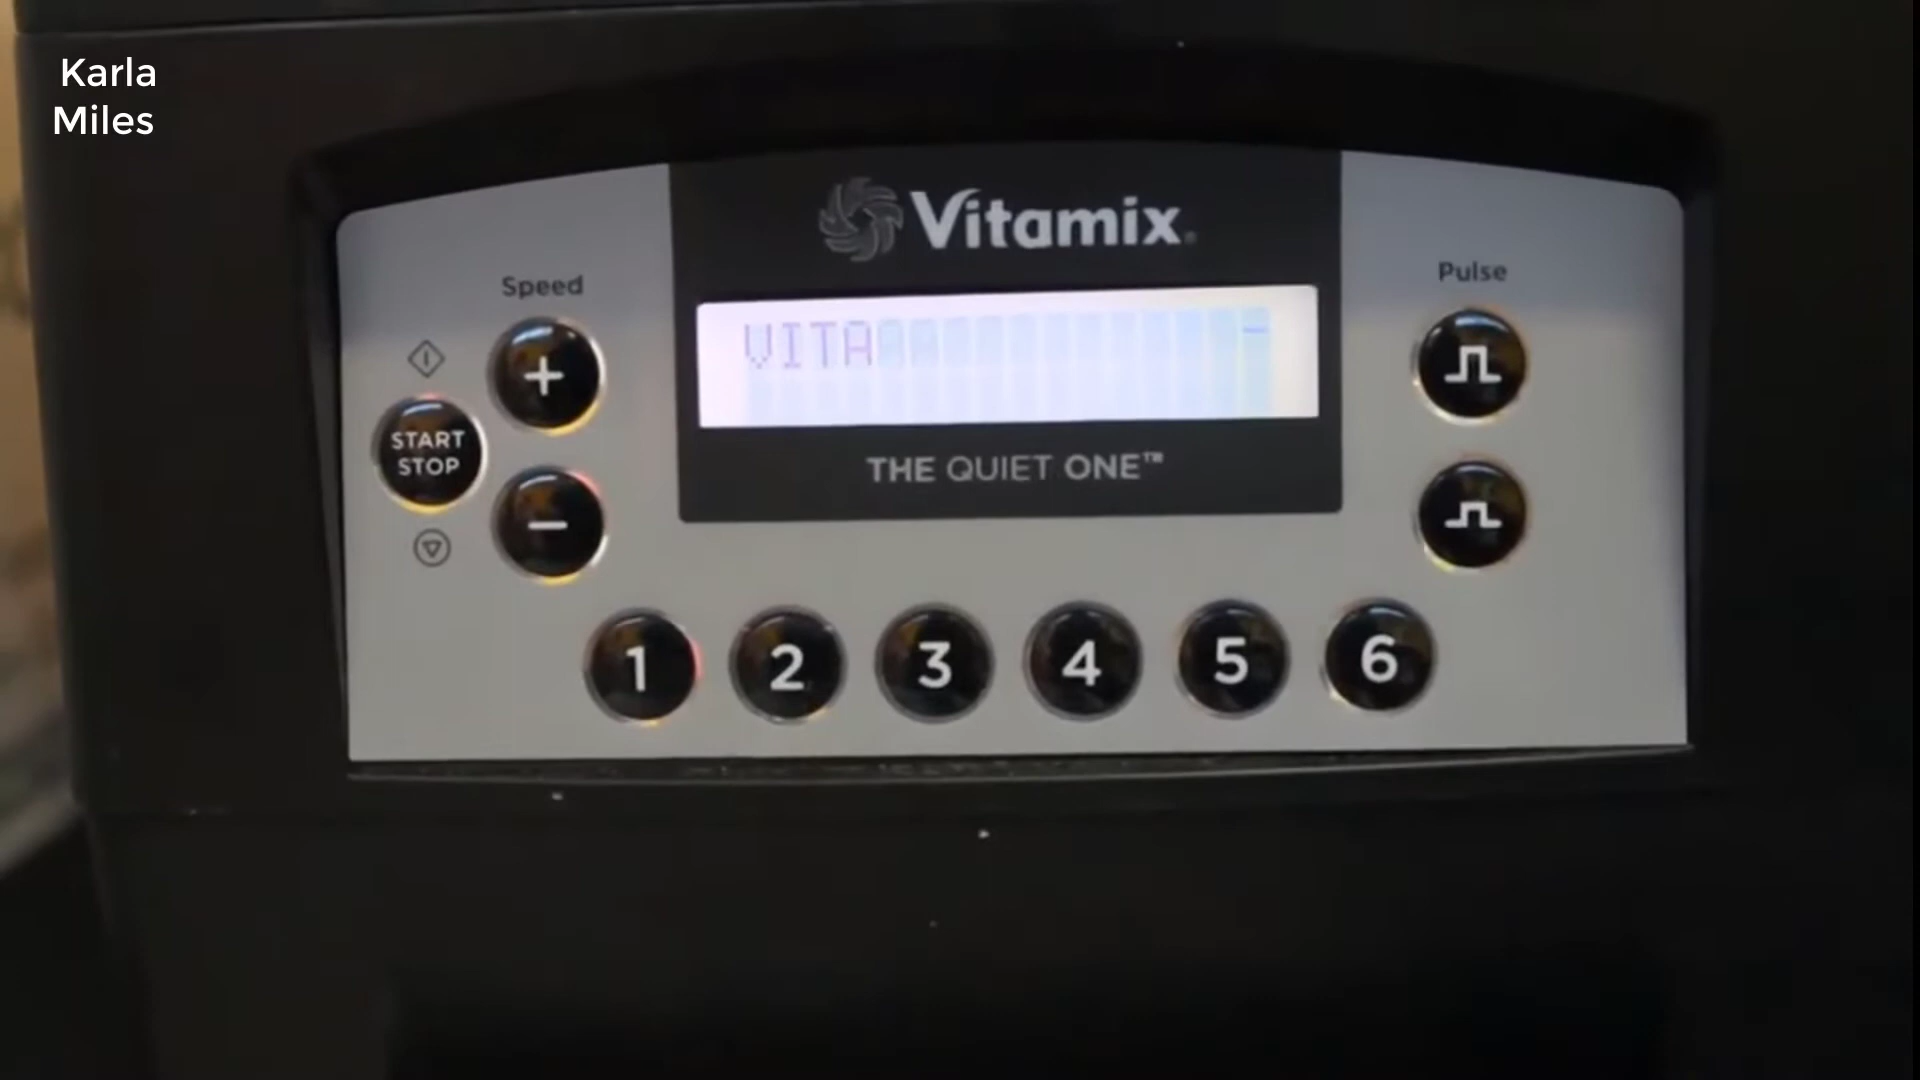 Karla
Miles
Vitamix
Speed
Pulse
VITA
START
STOP
THE QUIET ONE™
1 2 3 4 5 6